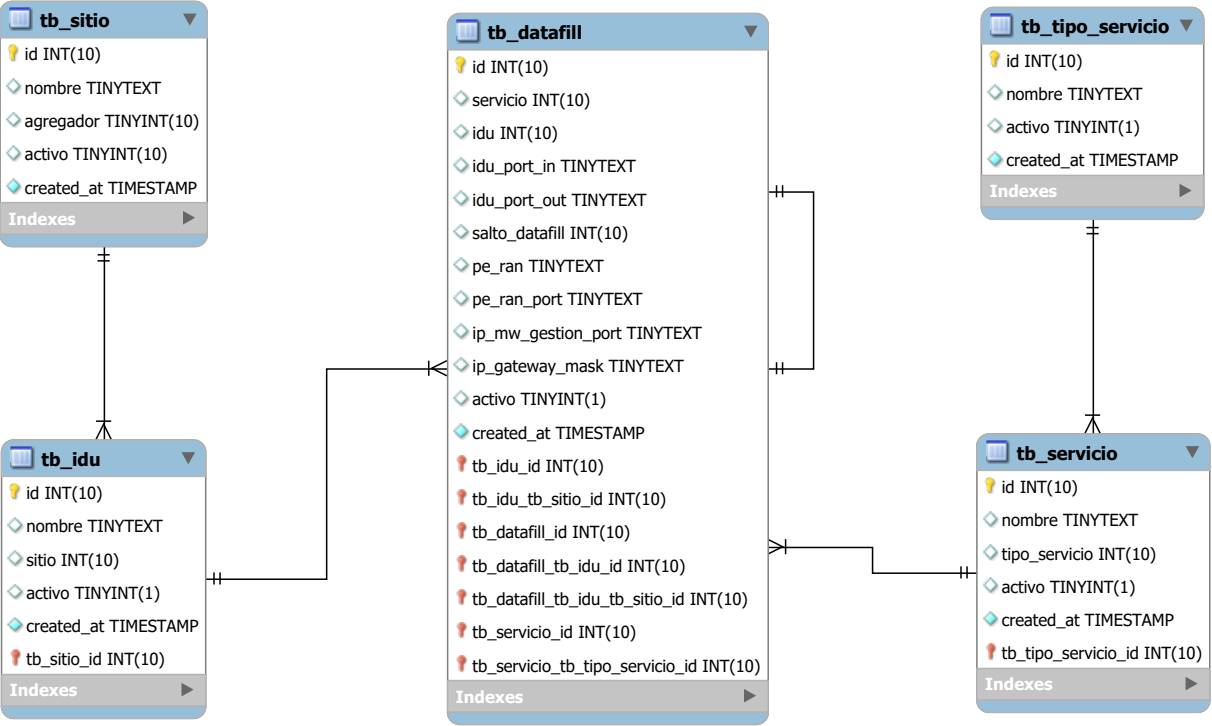 tb_sitio
id INT(10)
nombre TINYTEXT
agregador TINYINT(10)
activo TINYINT(10)
created_at TIMESTAMP
Indexes
tb_idu
id INT(10)
nombre TINYTEXT
sitio INT(10)
activo TINYINT(1)
created_at TIMESTAMP
tb_sitio_id INT(10)
Indexes
tb_datafill
id INT(10)
servicio INT(10)
idu INT(10)
idu_port_in TINYTEXT
idu_port_out TINYTEXT
salto_datafill INT(10)
pe_ran TINYTEXT
pe_ran_port TINYTEXT
ip_mw_gestion_port TINYTEXT
ip_gateway_mask TINYTEXT
activo TINYINT(1)
created_at TIMESTAMP
tb_idu_id INT(10)
tb_idu_tb_sitio_id INT(10)
tb_datafill_id INT(10)
tb_datafill_tb_idu_id INT(10)
tb_datafill_tb_idu_tb_sitio_id INT(10)
tb_servicio_id INT(10)
tb_servicio_tb_tipo_servicio_id INT(10)
Indexes
tb_tipo_servicio
id INT(10)
nombre TINYTEXT
activo TINYINT(1)
created_at TIMESTAMP
Indexes
tb_servicio
id INT(10)
nombre TINYTEXT
tipo_servicio INT(10)
activo TINYINT(1)
created_at TIMESTAMP
tb_tipo_servicio_id INT(10)
Indexes